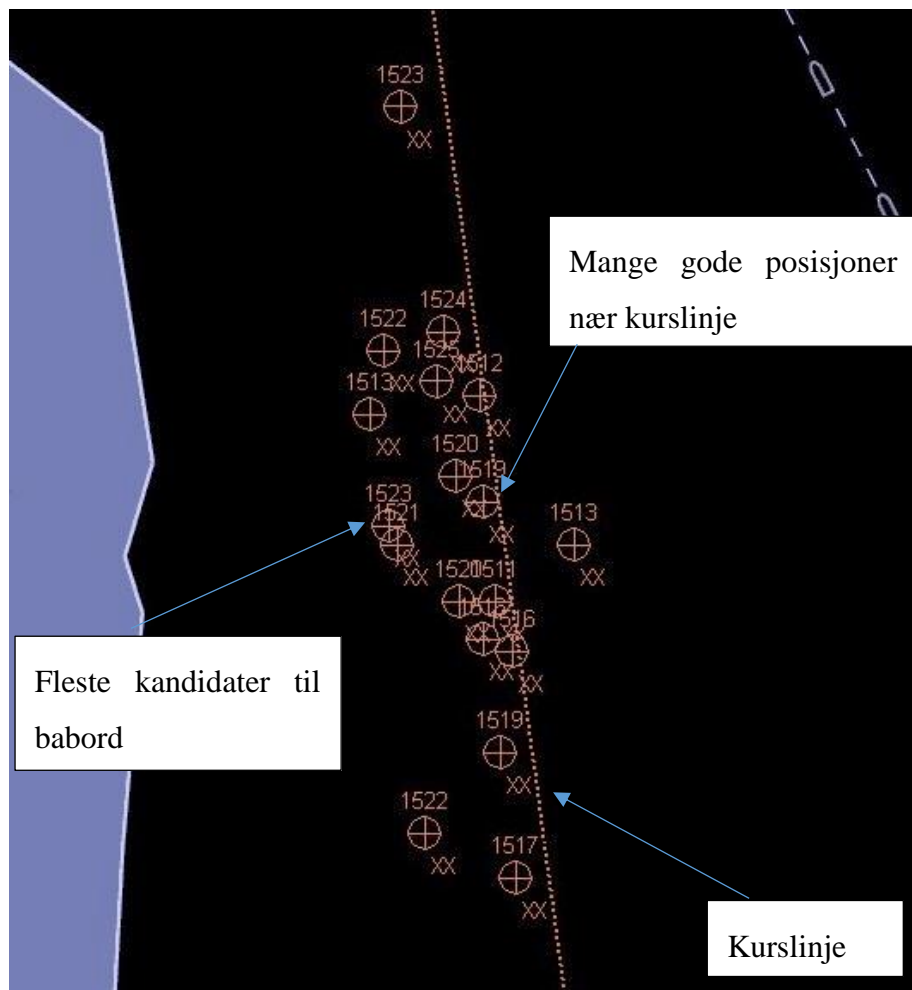 1523
XX
Mange gode posisjoner
nær kurslinje
1524
1522
1525
1512
XX
1513
XX
XX
XX
1520
1519
XX
1523
1521
1513
XX
XX
XX
1520
1511
1516
XX
XX
Fleste kandidater til
babord
1519
XX
1522
XX
1517
XX
Kurslinje